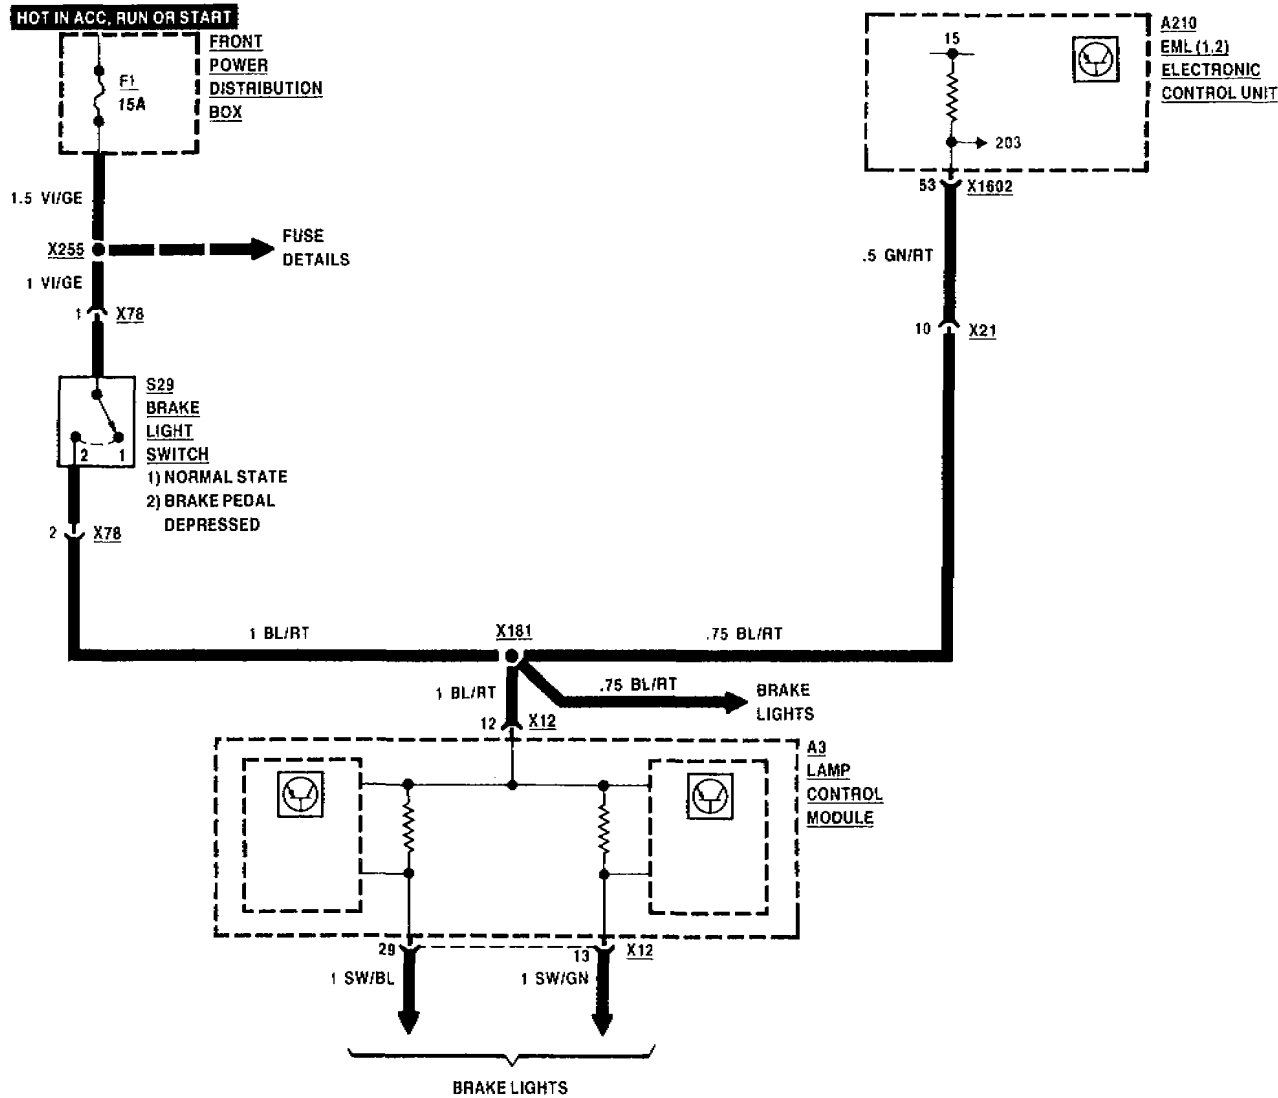 HOT IN ACC, RUN OR START
FRONT
POWER
DISTRIBUTION
BOX
F1
15A
1.5 VI/GE
X255
FUSE
DETAILS
1 VI/GE
1
X78
S29
BRAKE
LIGHT
SWITCH
1) NORMAL STATE
2) BRAKE PEDAL
DEPRESSED
2
1
2
X78
A210
EML (1,2)
ELECTRONIC
CONTROL UNIT
15
203
53
X1602
.5 GN/RT
10
X21
1 BL/RT
X181
.75 BL/RT
1 BL/RT
.75 BL/RT
BRAKE
LIGHTS
12
X12
A3
LAMP
CONTROL
MODULE
29
13
X12
1 SW/BL
1 SW/GN
BRAKE LIGHTS